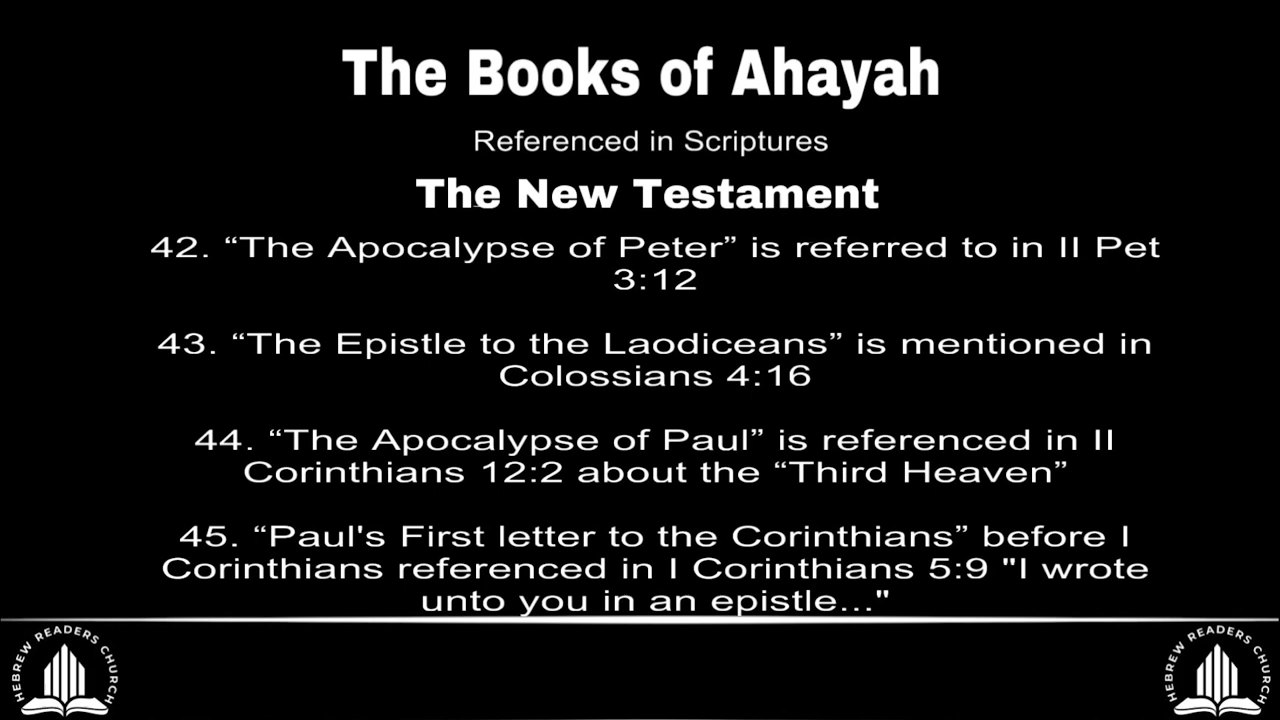 The Books of Ahayah
Referenced in Scriptures
The New Testament
42. “The Apocalypse of Peter” is referred to in II Pet
3:12
43. “The Epistle to the Laodiceans” is mentioned in
Colossians 4:16
44. “The Apocalypse of Paul” is referenced in II
Corinthians 12:2 about the “Third Heaven”
45. “Paul's First letter to the Corinthians” before I
Corinthians referenced in I Corinthians 5:9 "I wrote
unto you in an epistle..."
HEBREW READERS CHURCH
HEBREW READERS CHURCH